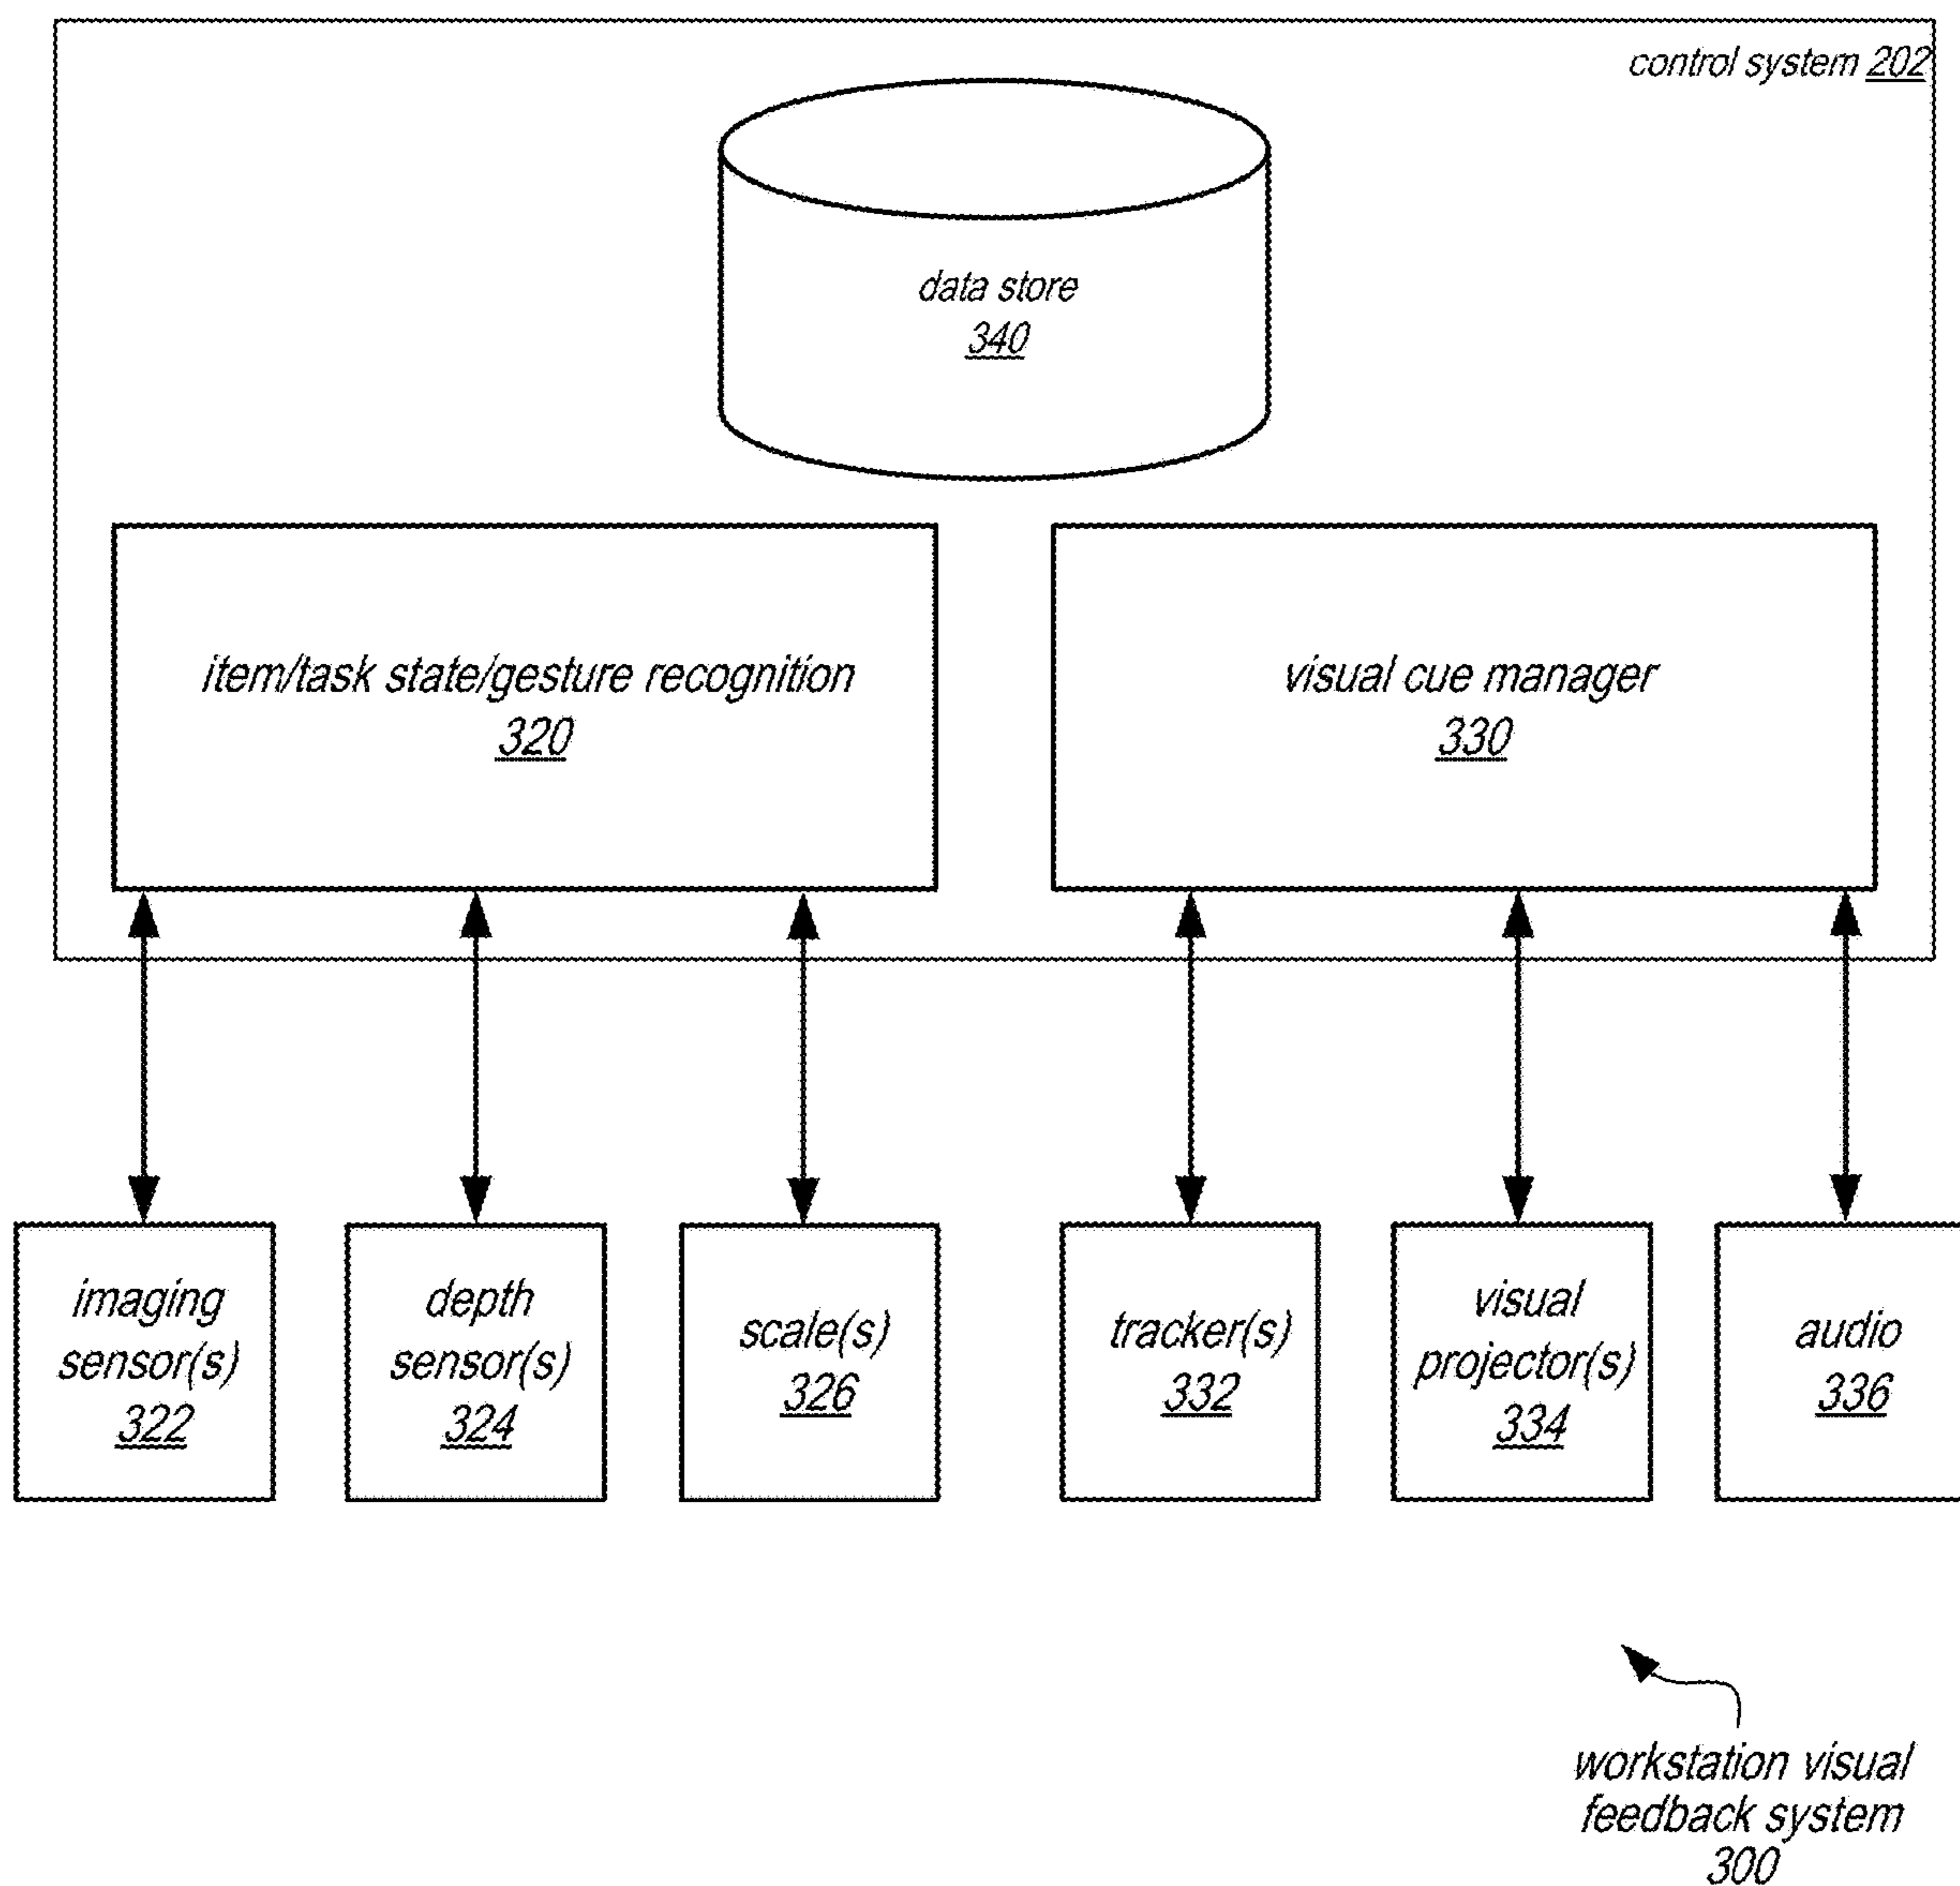 control system 202
data store
340
item/task state/gesture recognition
320
visual cue manager
330
imaging
sensor(s)
322
depth
sensor(s)
324
scale(s)
326
tracker(s)
332
visual
projector(s)
334
audio
336
workstation visual
feedback system
300